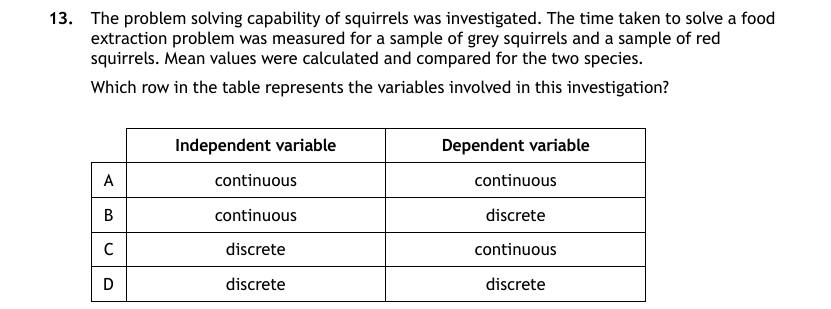 13. The problem solving capability of squirrels was investigated. The time taken to solve a food
extraction problem was measured for a sample of grey squirrels and a sample of red
squirrels. Mean values were calculated and compared for the two species.
Which row in the table represents the variables involved in this investigation?
Independent variable Dependent variable
A continuous continuous
B continuous discrete
C discrete continuous
D discrete discrete